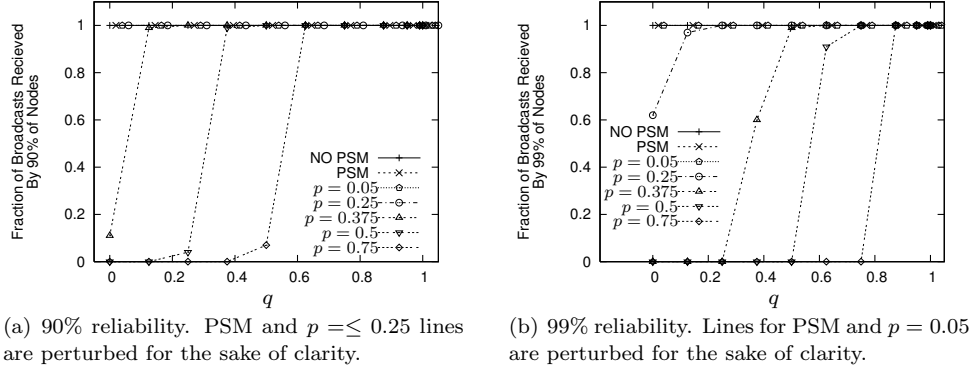 Fraction of Broadcasts Recieved
By 90% of Nodes
1
0.8
0.6
0.4
0.2
0
0
0.2
0.4
0.6
0.8
1
q
NO PSM
PSM
p = 0.05
p = 0.25
p = 0.375
p = 0.5
p = 0.75
(a) 90% reliability. PSM and p =≤ 0.25 lines
are perturbed for the sake of clarity.
Fraction of Broadcasts Recieved
By 99% of Nodes
1
0.8
0.6
0.4
0.2
0
0
0.2
0.4
0.6
0.8
1
q
NO PSM
PSM
p = 0.05
p = 0.25
p = 0.375
p = 0.5
p = 0.75
(b) 99% reliability. Lines for PSM and p = 0.05
are perturbed for the sake of clarity.